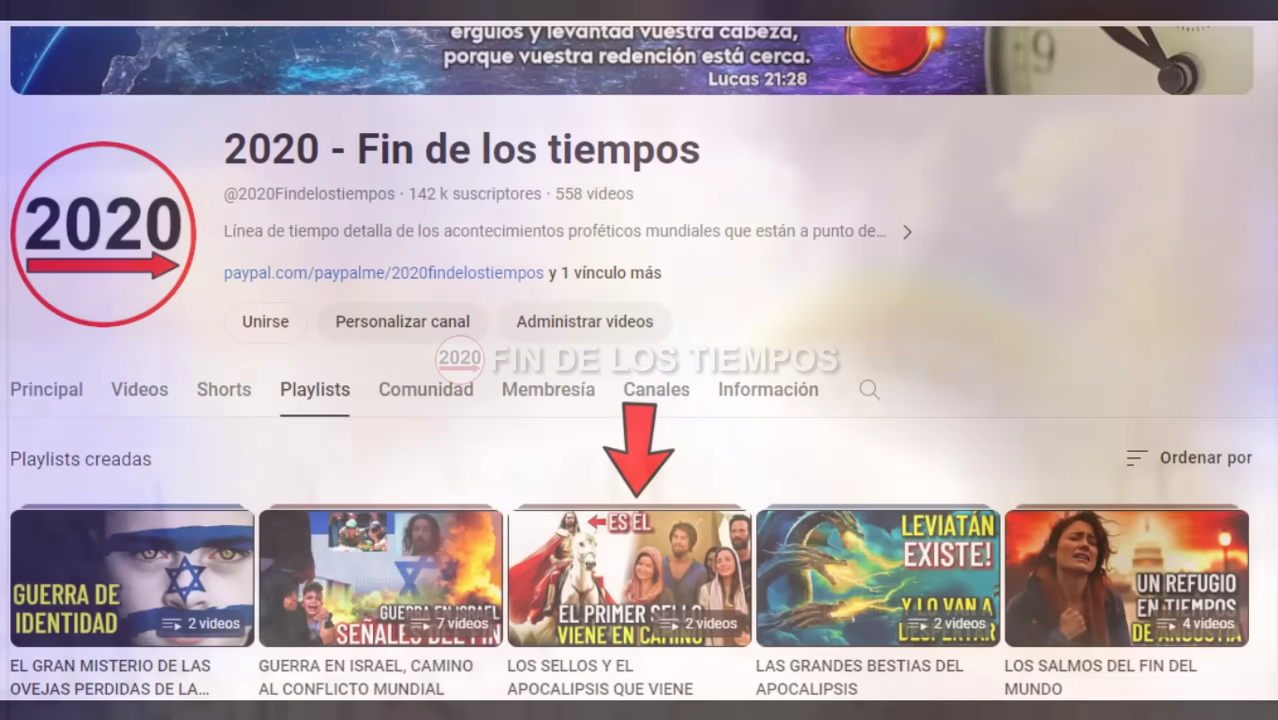 erguíos y levantad vuestra cabeza,
porque vuestra redención está cerca.
Lucas 21:28
9
2020
2020 - Fin de los tiempos
@2020Findelostiempos · 142 k suscriptores · 558 videos
Línea de tiempo detalla de los acontecimientos proféticos mundiales que están a punto de...
paypal.com/paypalme/2020findelostiempos y 1 vínculo más
Unirse Personalizar canal Administrar videos
2020 FIN DE LOS TIEMPOS
Principal Videos Shorts Playlists Comunidad Membresía Canales Información
Playlists creadas
Ordenar por
GUERRA DE
IDENTIDAD
2 videos
EL GRAN MISTERIO DE LAS
OVEJAS PERDIDAS DE LA...
GUERRA EN ISRAEL
SEÑALES DEL FIN
7 videos
GUERRA EN ISRAEL, CAMINO
AL CONFLICTO MUNDIAL
ES ÉL
EL PRIMER SELLO
VIENE EN CAMINO
2 videos
LOS SELLOS Y EL
APOCALIPSIS QUE VIENE
LEVIATÁN
EXISTE!
Y LO VAN A
DESPERTAR
2 videos
LAS GRANDES BESTIAS DEL
APOCALIPSIS
UN REFUGIO
EN TIEMPOS
DE ANGUSTIA
4 videos
LOS SALMOS DEL FIN DEL
MUNDO